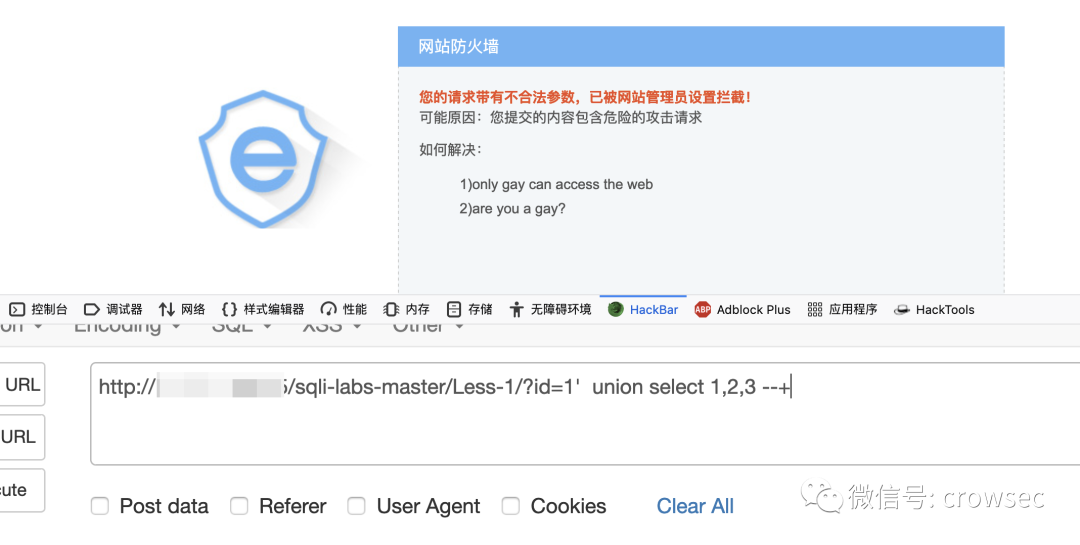 网站防火墙
您的请求带有不合法参数，已被网站管理员设置拦截！
可能原因：您提交的内容包含危险的攻击请求
如何解决：
1)only gay can access the web
2)are you a gay?
控制台 调试器 网络 样式编辑器 性能 内存 存储 无障碍环境 HackBar Adblock Plus 应用程序 HackTools
Encoding SQL XSS Other
URL
http:// /sqli-labs-master/Less-1/?id=1' union select 1,2,3 --+
URL
Post data Referer User Agent Cookies Clear All
微信号: crowsec